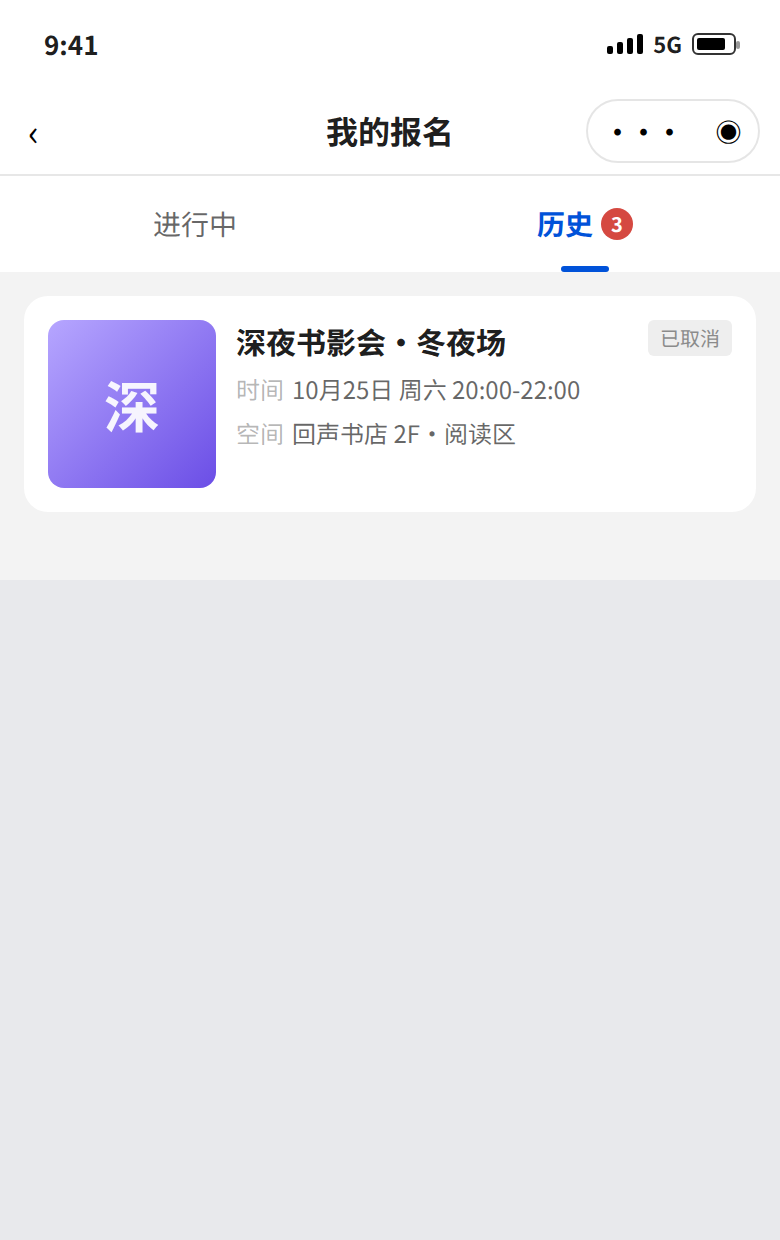 9:41
5G
‹
我的报名
进行中
历史 3
深
深夜书影会·冬夜场
已取消
时间 10月25日 周六 20:00-22:00
空间 回声书店 2F·阅读区